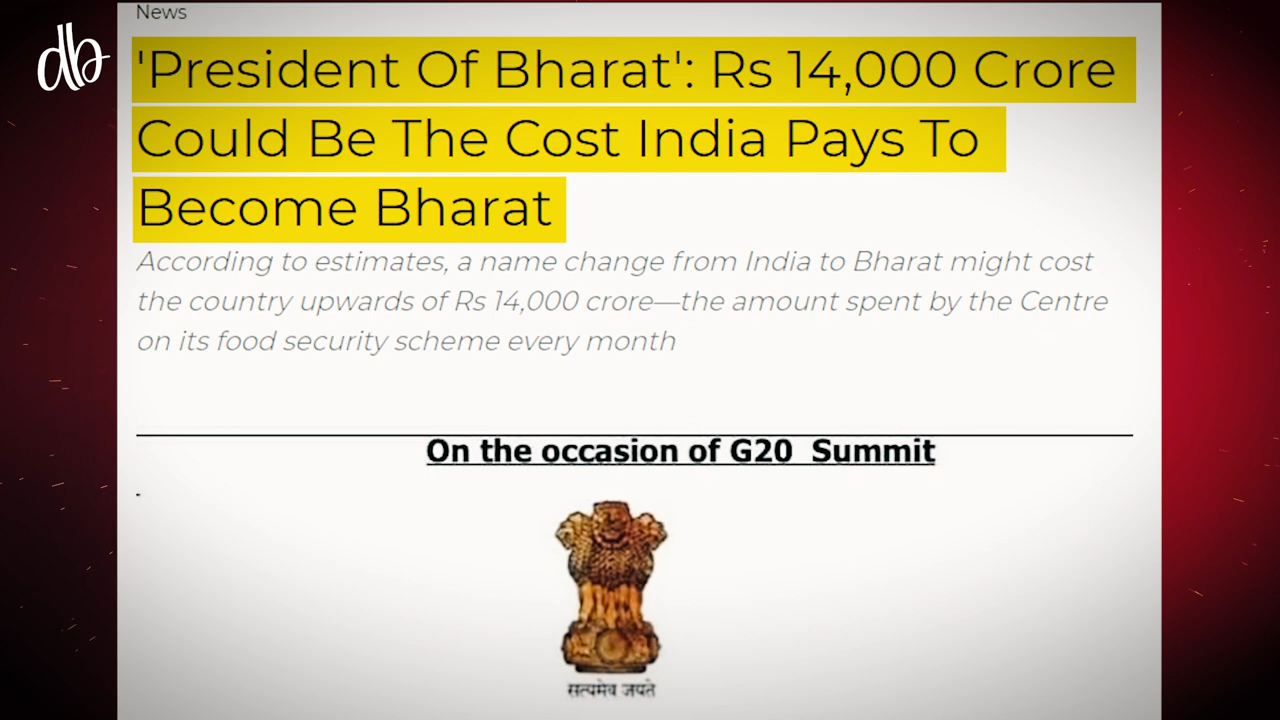 News
db
'President Of Bharat': Rs 14,000 Crore
Could Be The Cost India Pays To
Become Bharat
According to estimates, a name change from India to Bharat might cost
the country upwards of Rs 14,000 crore—the amount spent by the Centre
on its food security scheme every month
On the occasion of G20 Summit
सत्यमेव जयते